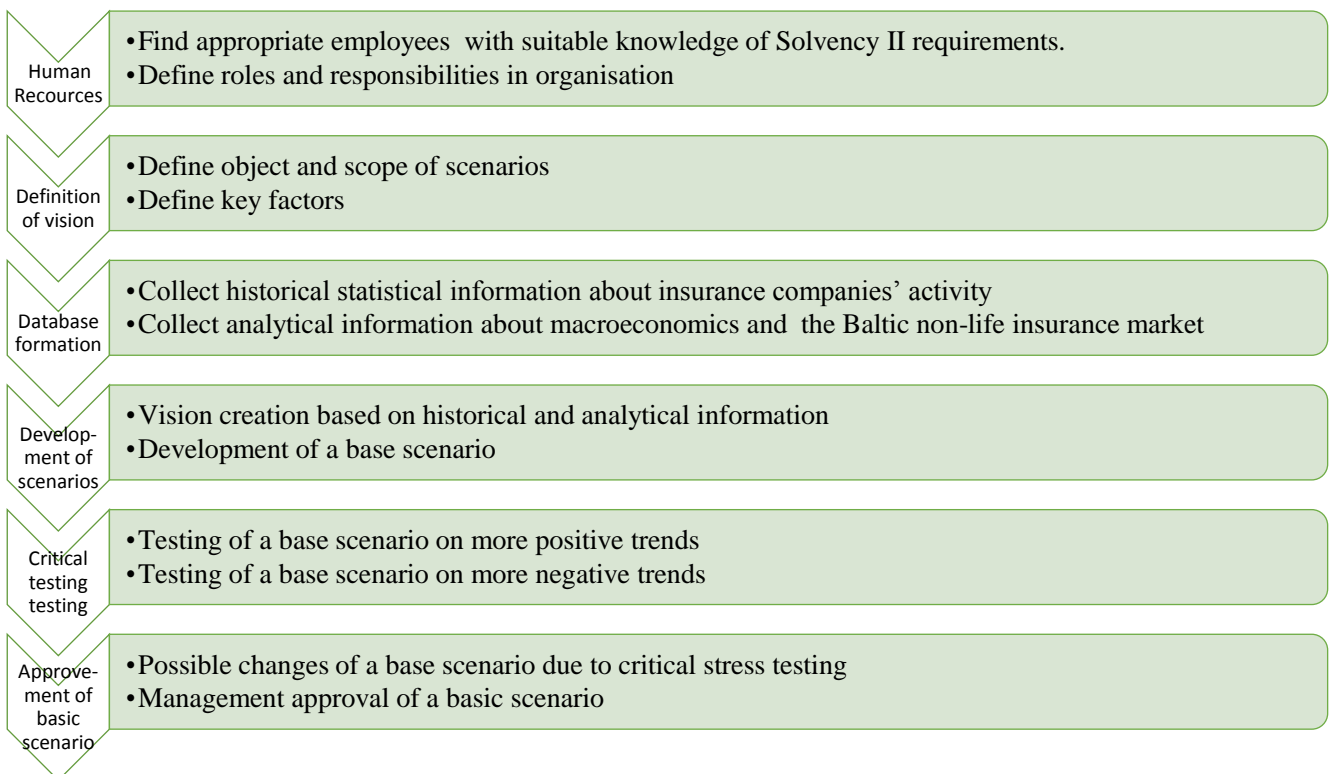 Human
Recources
•Find appropriate employees  with suitable knowledge of Solvency II requirements.
•Define roles and responsibilities in organisation
Definition
of vision
•Define object and scope of scenarios
•Define key factors
Database
formation
•Collect historical statistical information about insurance companies’ activity
•Collect analytical information about macroeconomics and  the Baltic non-life insurance market
Develop-
ment of
scenarios
•Vision creation based on historical and analytical information
•Development of a base scenario
Critical
testing
testing
•Testing of a base scenario on more positive trends
•Testing of a base scenario on more negative trends
Approve-
ment of
basic
scenario
•Possible changes of a base scenario due to critical stress testing
•Management approval of a basic scenario